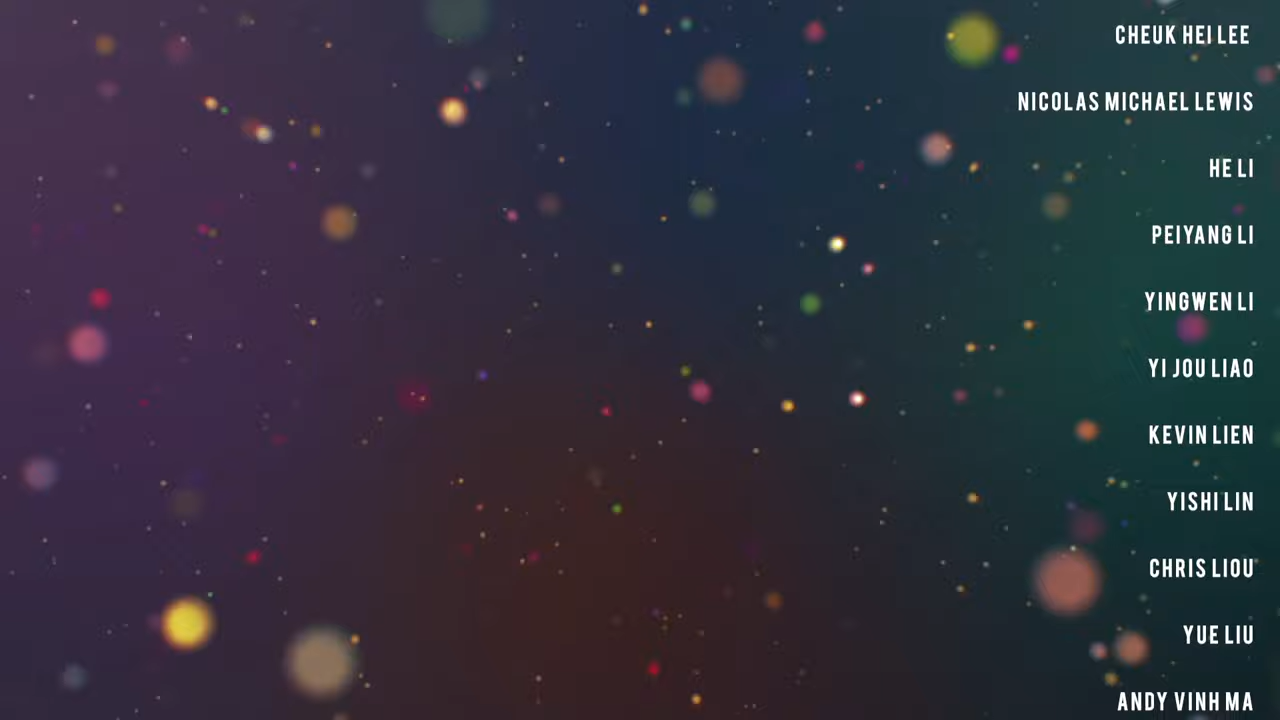 CHEUK HEI LEE
NICOLAS MICHAEL LEWIS
HE LI
PEIYANG LI
YINGWEN LI
YI JOU LIAO
KEVIN LIEN
YISHI LIN
CHRIS LIOU
YUE LIU
ANDY VINH MA